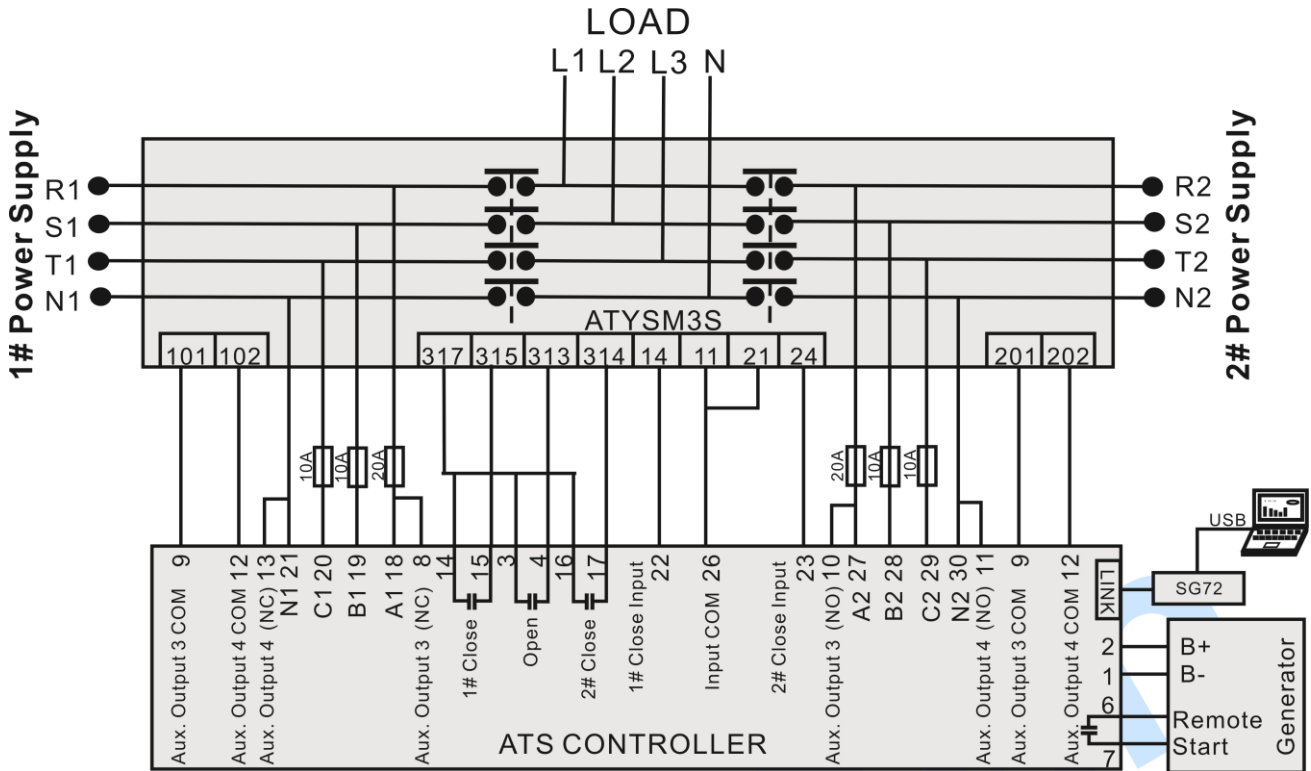 LOAD
L1 L2 L3 N
1# Power Supply
R1
S1
T1
N1
R2
S2
T2
N2
2# Power Supply
ATYSM3S
101 102
317 315 313 314 14 11 21 24
201 202
10A
10A
20A
20A
10A
10A
USB
Aux. Output 3 COM 9
Aux. Output 4 COM 12
Aux. Output 4 (NC) 13
N1 21
C1 20
B1 19
A1 18
Aux. Output 3 (NC) 8
14
1# Close 15
3
Open 4
16
2# Close 17
1# Close Input 22
Input COM 26
2# Close Input 23
Aux. Output 3 (NO) 10
A2 27
B2 28
C2 29
N2 30
Aux. Output 4 (NO) 11
Aux. Output 3 COM 9
Aux. Output 4 COM 12
LINK
SG72
2
1
6
7
B+
B-
Remote
Start
Generator
ATS CONTROLLER